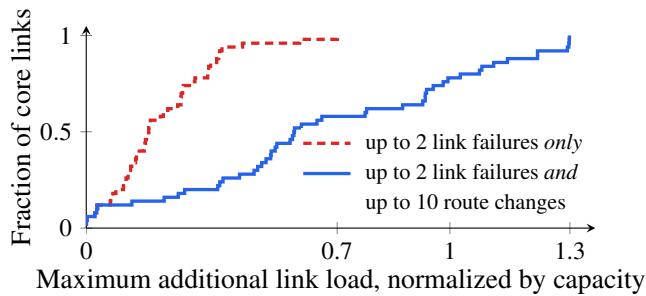 Fraction of core links
1
0.5
0
0
0.7
1
1.3
up to 2 link failures only
up to 2 link failures and
up to 10 route changes
Maximum additional link load, normalized by capacity